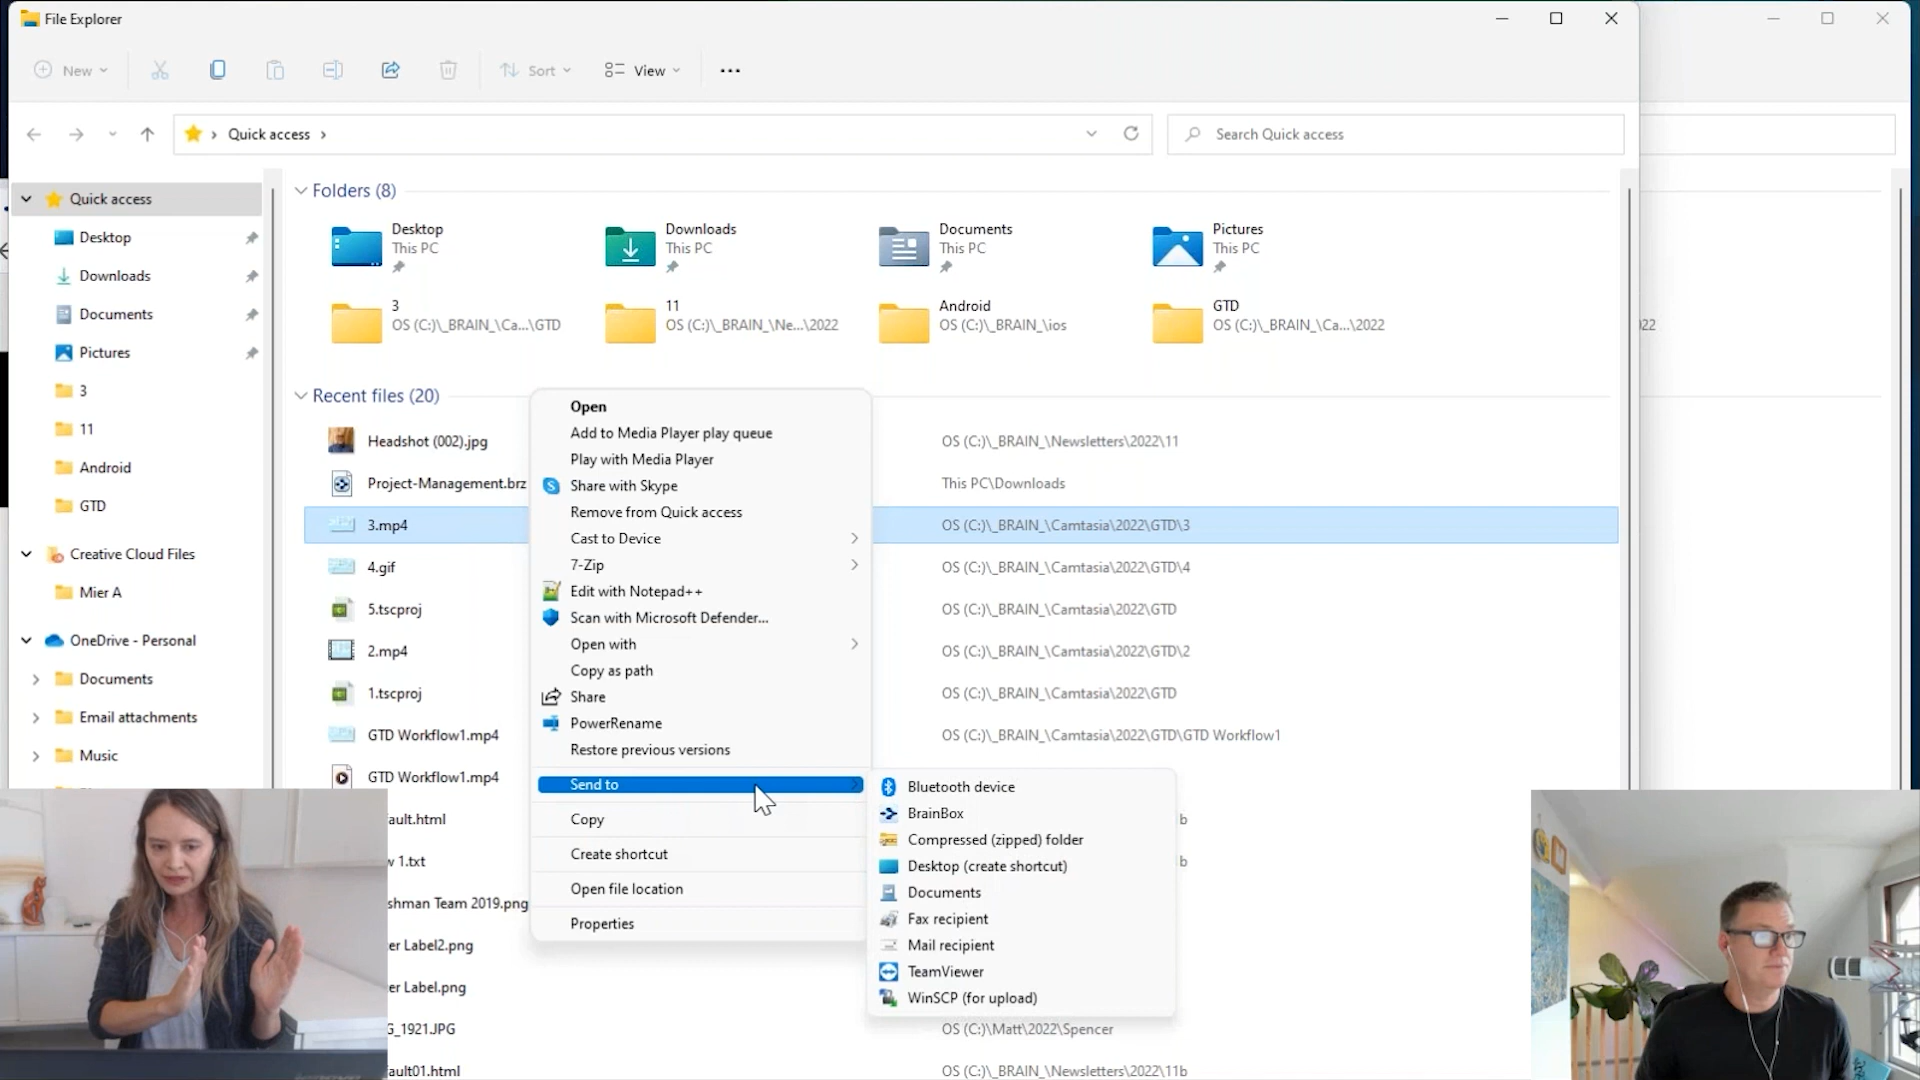 File Explorer
New
Sort
View
Quick access
Search Quick access
Quick access
Desktop
Downloads
Documents
Pictures
3
11
Android
GTD
Creative Cloud Files
Mier A
OneDrive - Personal
Documents
Email attachments
Music
Folders (8)
Desktop
This PC
Downloads
This PC
Documents
This PC
Pictures
This PC
3
OS (C:)\_BRAIN_\Ca...\GTD
11
OS (C:)\_BRAIN_\Ne...\2022
Android
OS (C:)\_BRAIN_\ios
GTD
OS (C:)\_BRAIN_\Ca...\2022
22
Recent files (20)
Headshot (002).jpg
OS (C:)\_BRAIN_\Newsletters\2022\11
Project-Management.brz
This PC\Downloads
3.mp4
OS (C:)\_BRAIN_\Camtasia\2022\GTD\3
4.gif
OS (C:)\_BRAIN_\Camtasia\2022\GTD\4
5.tscproj
OS (C:)\_BRAIN_\Camtasia\2022\GTD
2.mp4
OS (C:)\_BRAIN_\Camtasia\2022\GTD\2
1.tscproj
OS (C:)\_BRAIN_\Camtasia\2022\GTD
GTD Workflow1.mp4
OS (C:)\_BRAIN_\Camtasia\2022\GTD\GTD Workflow1
GTD Workflow1.mp4
ault.html
b
v 1.txt
b
shman Team 2019.png
er Label2.png
er Label.png
G_1921.JPG
OS (C:)\Matt\2022\Spencer
ault01.html
OS (C:)\_BRAIN_\Newsletters\2022\11b
Open
Add to Media Player play queue
Play with Media Player
Share with Skype
Remove from Quick access
Cast to Device
7-Zip
Edit with Notepad++
Scan with Microsoft Defender...
Open with
Copy as path
Share
PowerRename
Restore previous versions
Send to
Copy
Create shortcut
Open file location
Properties
Bluetooth device
BrainBox
Compressed (zipped) folder
Desktop (create shortcut)
Documents
Fax recipient
Mail recipient
TeamViewer
WinSCP (for upload)